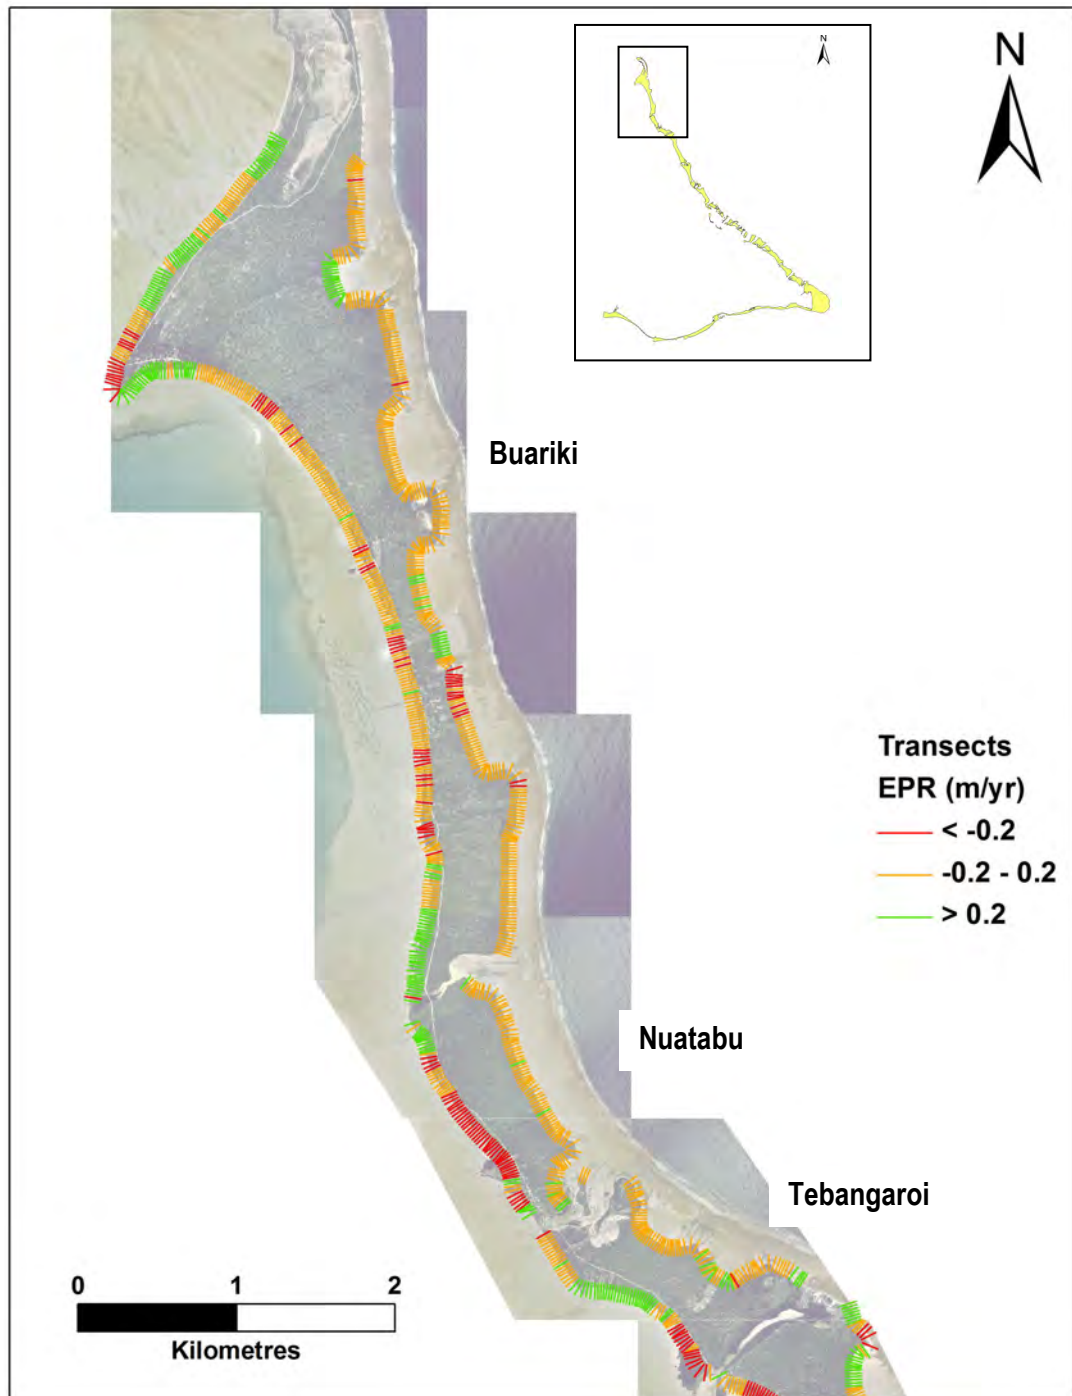 N
N
Buariki
Transects
EPR (m/yr)
< -0.2
-0.2 - 0.2
> 0.2
Nuatabu
Tebangaroi
0 1 2
Kilometres